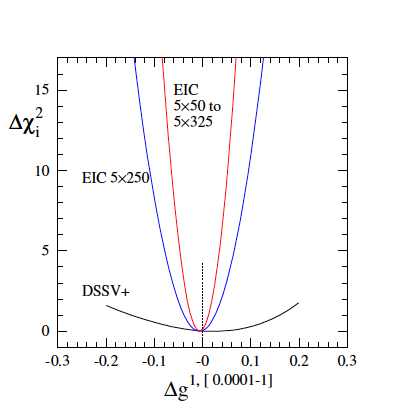 15
10
5
0
Δχi2
EIC
5×50 to
5×325
EIC 5×250
DSSV+
-0.3 -0.2 -0.1 -0 0.1 0.2 0.3
Δg1, [ 0.0001-1]